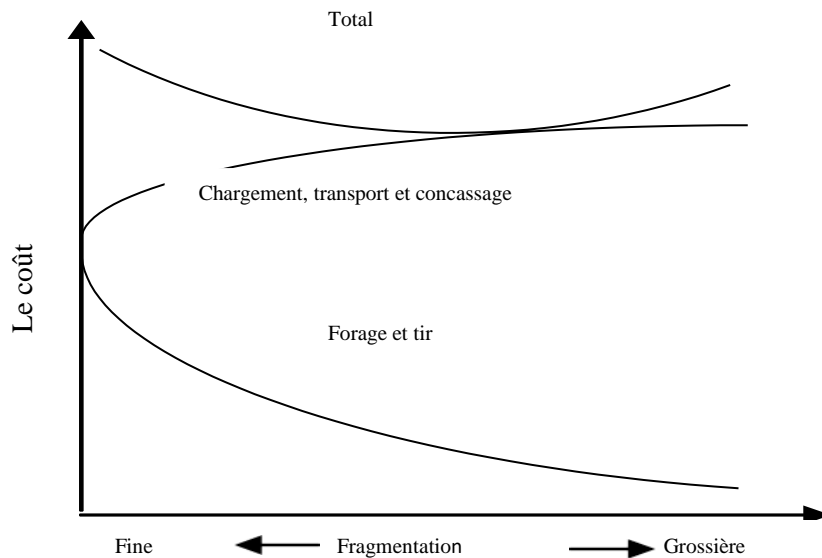 Total
Chargement, transport et concassage
Le coût
Forage et tir
Fine Fragmentation Grossière